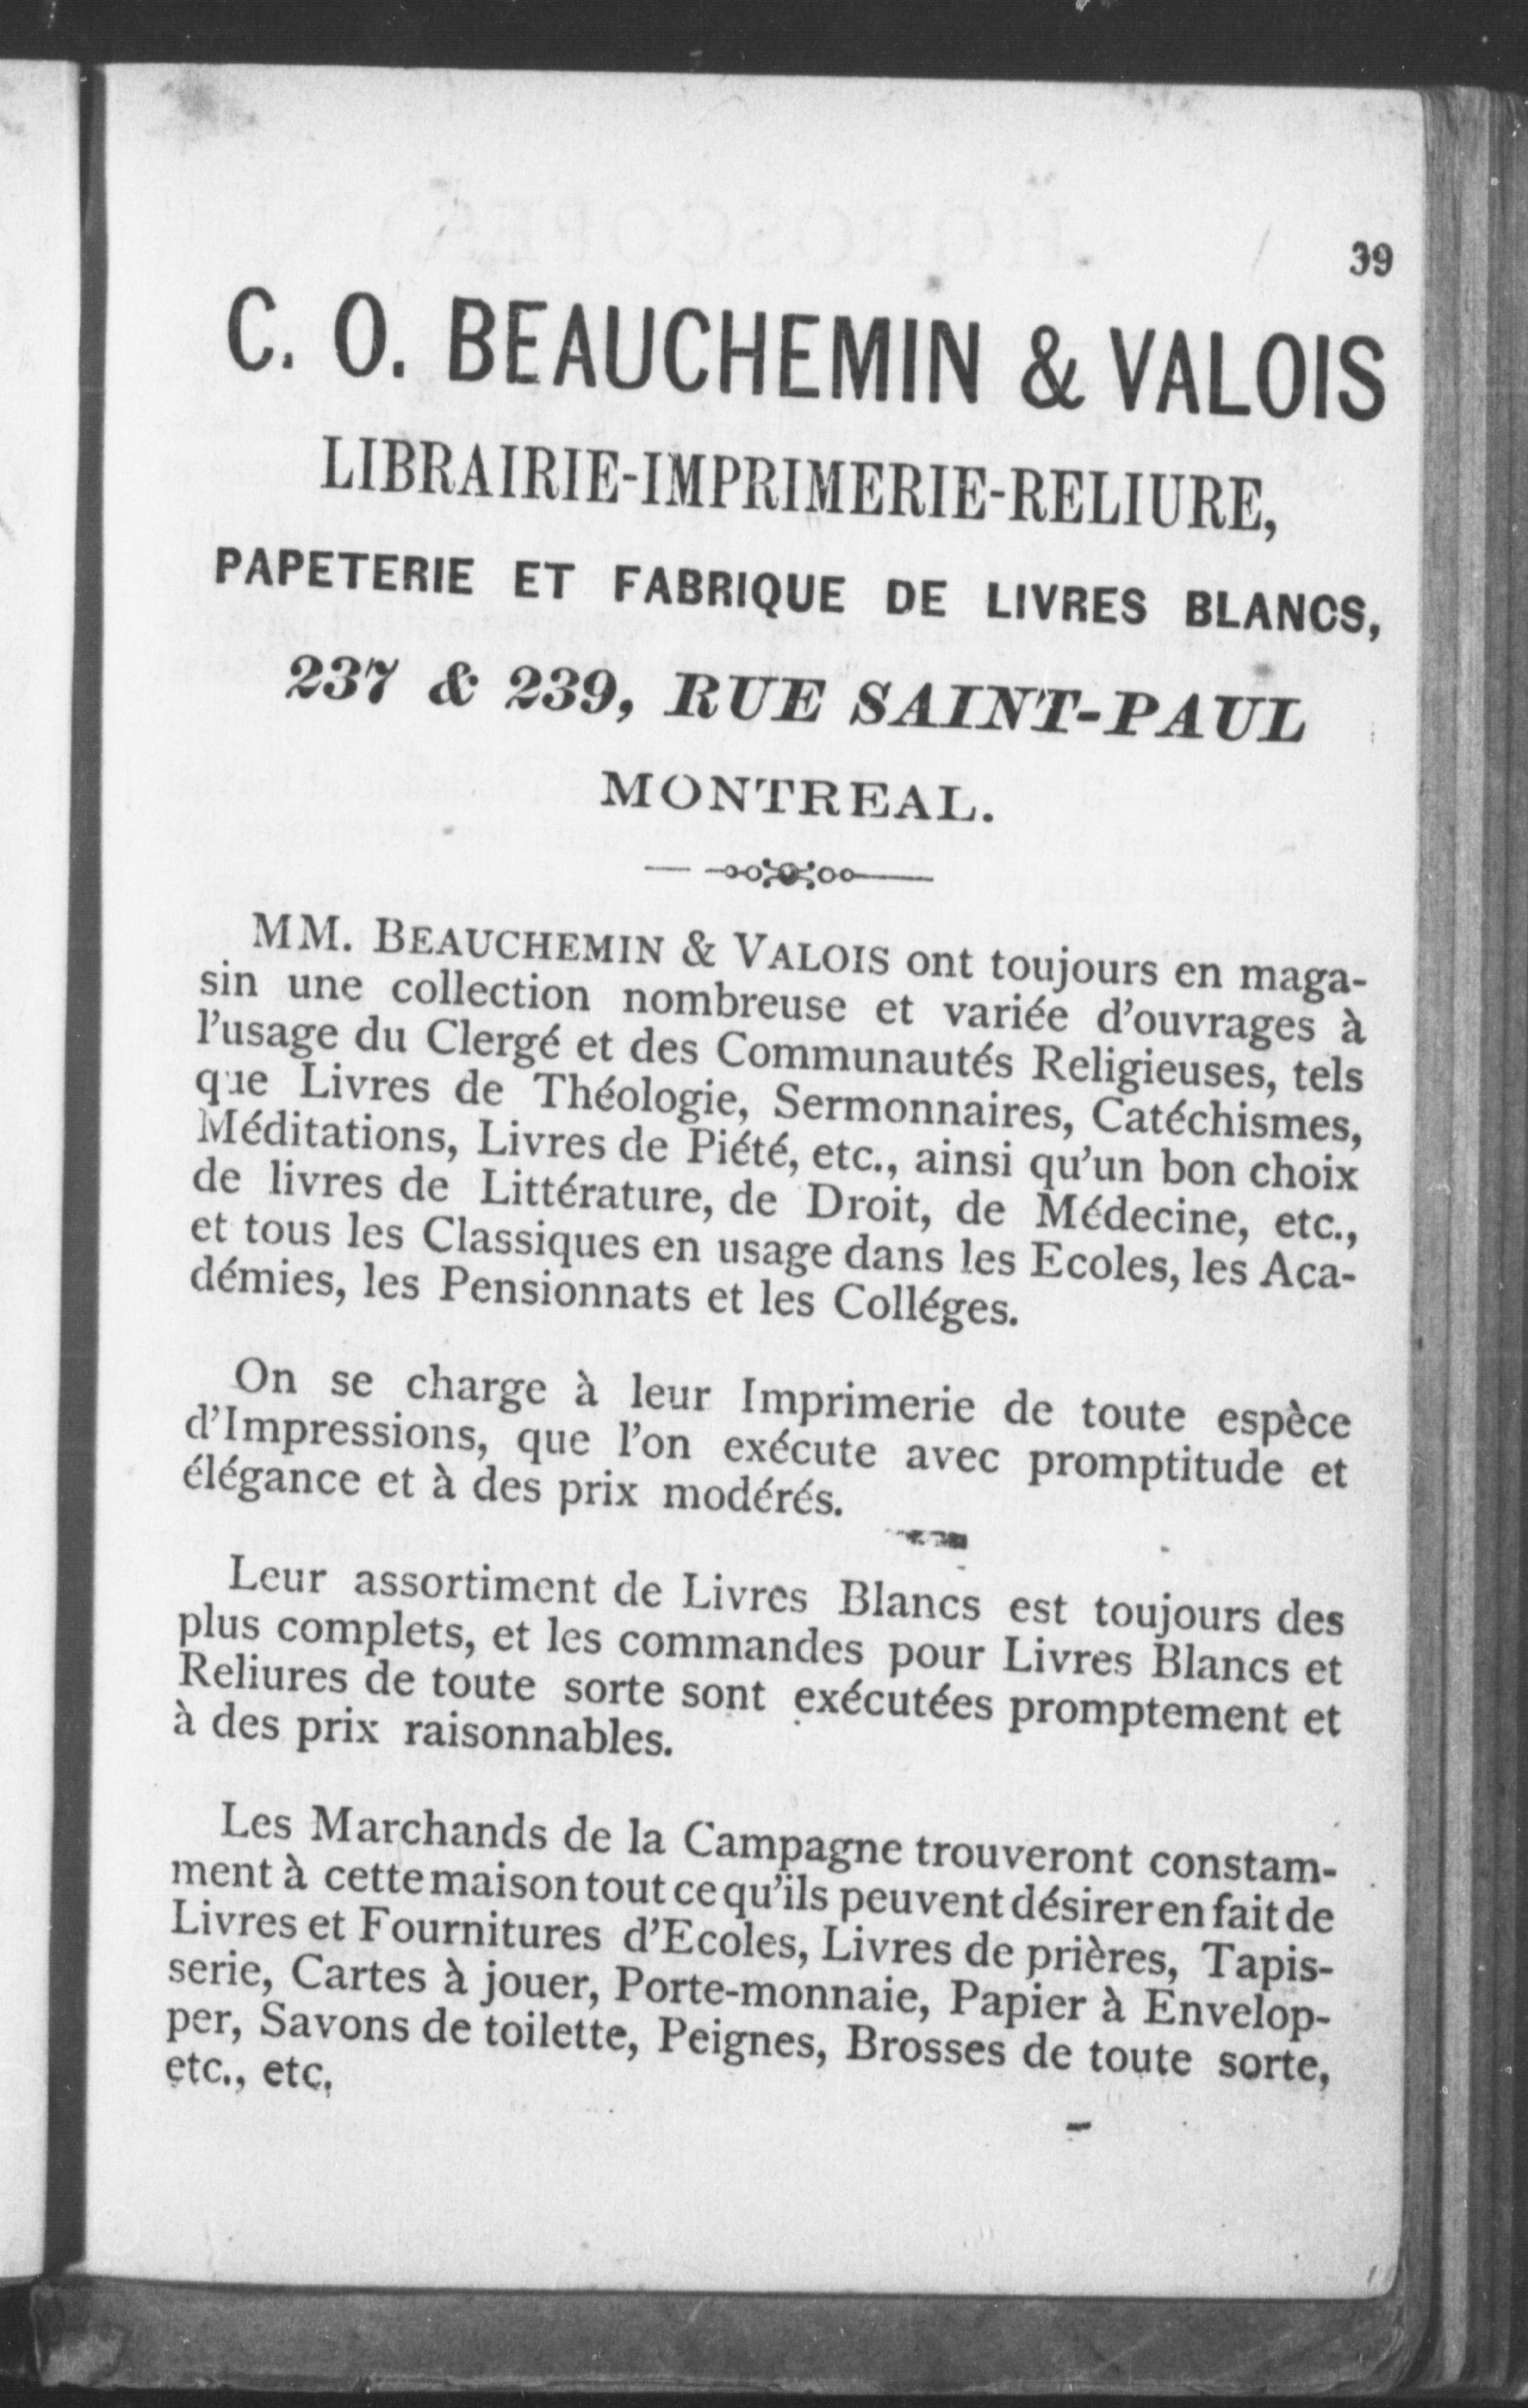 39
C. O. BEAUCHEMIN & VALOIS
LIBRAIRIE-IMPRIMERIE-RELIURE,
PAPETERIE ET FABRIQUE DE LIVRES BLANCS,
237 & 239, RUE SAINT-PAUL
MONTREAL.
MM. BEAUCHEMIN & VALOIS ont toujours en maga-
sin une collection nombreuse et variée d'ouvrages à
l'usage du Clergé et des Communautés Religieuses, tels
que Livres de Théologie, Sermonnaires, Catéchismes,
Méditations, Livres de Piété, etc., ainsi qu'un bon choix
de livres de Littérature, de Droit, de Médecine, etc.,
et tous les Classiques en usage dans les Ecoles, les Aca-
démies, les Pensionnats et les Colléges.
On se charge à leur Imprimerie de toute espèce
d'Impressions, que l'on exécute avec promptitude et
élégance et à des prix modérés.
Leur assortiment de Livres Blancs est toujours des
plus complets, et les commandes pour Livres Blancs et
Reliures de toute sorte sont exécutées promptement et
à des prix raisonnables.
Les Marchands de la Campagne trouveront constam-
ment à cette maison tout ce qu'ils peuvent désirer en fait de
Livres et Fournitures d'Ecoles, Livres de prières, Tapis-
serie, Cartes à jouer, Porte-monnaie, Papier à Envelop-
per, Savons de toilette, Peignes, Brosses de toute sorte,
etc., etc.